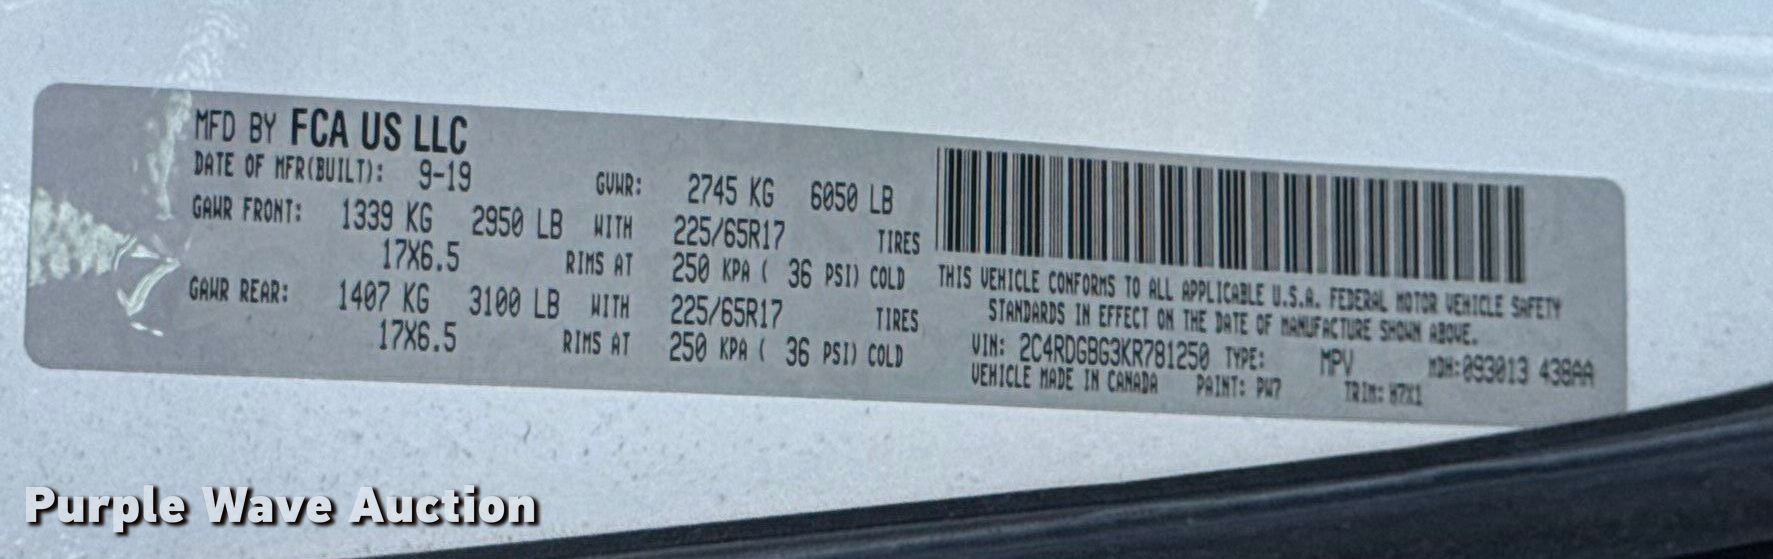 MFD BY FCA US LLC
DATE OF MFR(BUILT): 9-19 GVWR: 2745 KG 6050 LB
GAWR FRONT: 1339 KG 2950 LB WITH 225/65R17 TIRES
17X6.5 RIMS AT 250 KPA ( 36 PSI) COLD
GAWR REAR: 1407 KG 3100 LB WITH 225/65R17 TIRES
17X6.5 RIMS AT 250 KPA ( 36 PSI) COLD
THIS VEHICLE CONFORMS TO ALL APPLICABLE U.S.A. FEDERAL MOTOR VEHICLE SAFETY
STANDARDS IN EFFECT ON THE DATE OF MANUFACTURE SHOWN ABOVE.
VIN: 2C4RDGBG3KR781250 TYPE: MPV MDH:093013 438AA
VEHICLE MADE IN CANADA PAINT: PW7 TRIM: H7X1
Purple Wave Auction